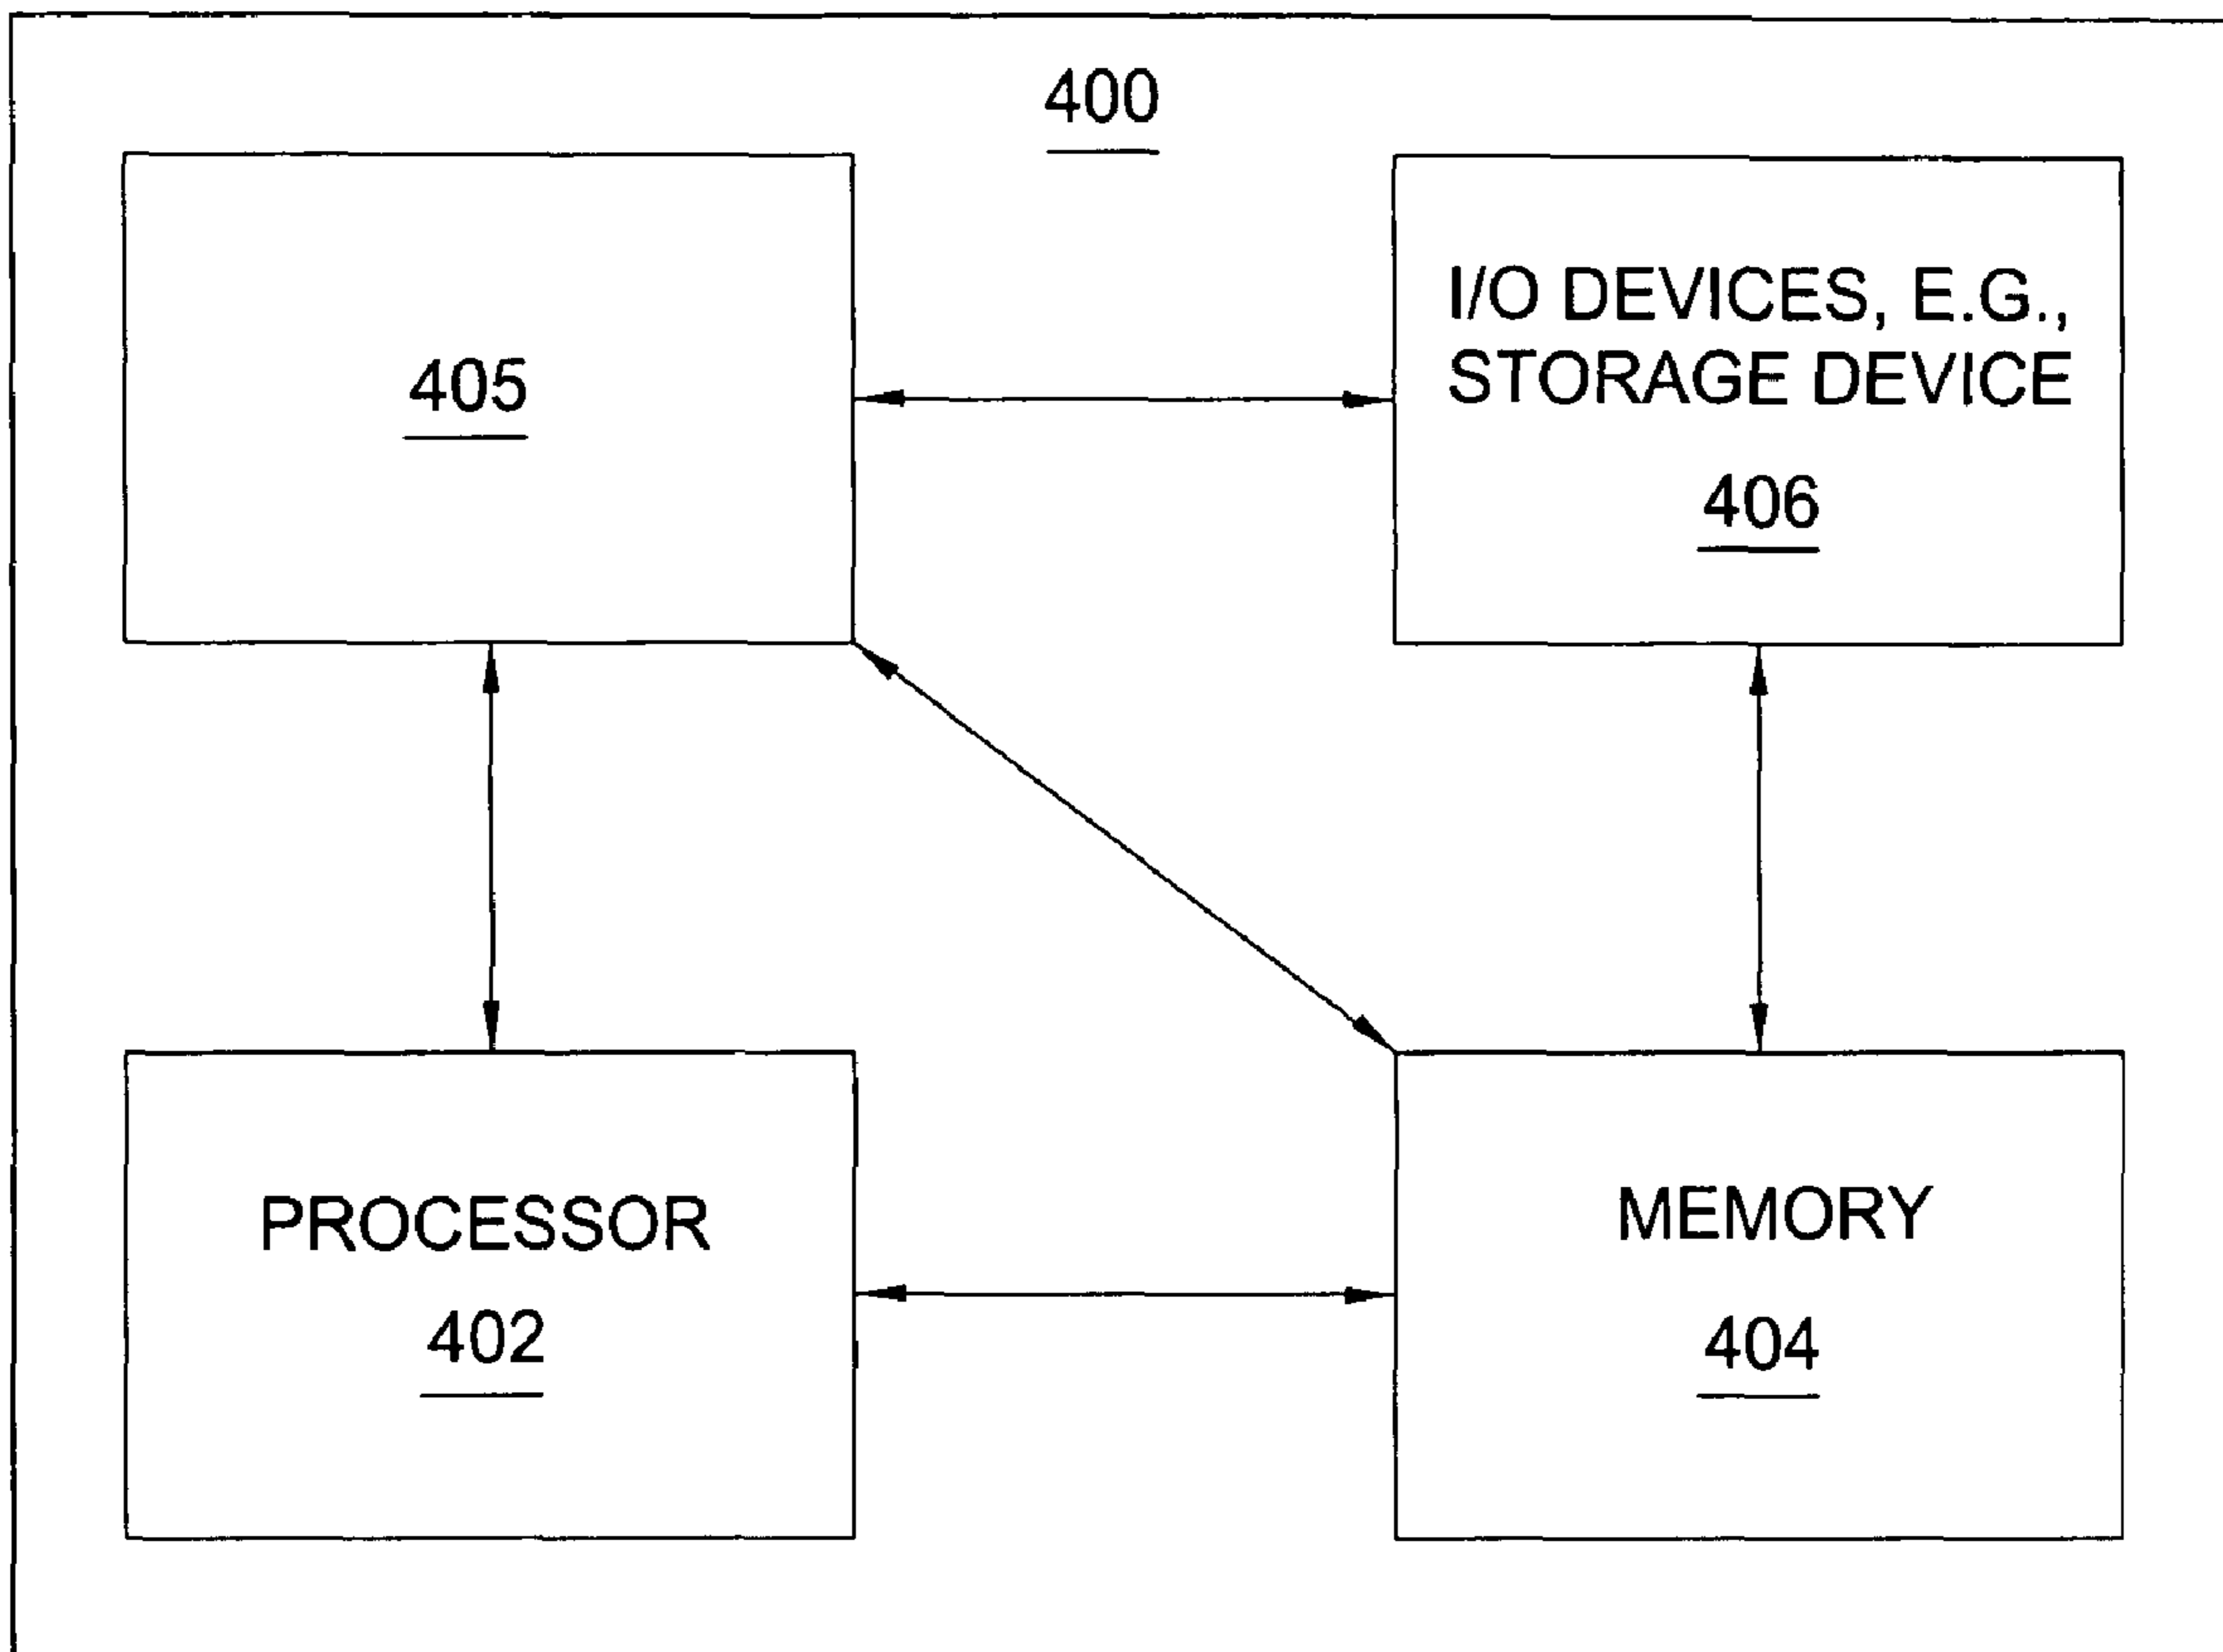 400
405
I/O DEVICES, E.G.,
STORAGE DEVICE
406
PROCESSOR
402
MEMORY
404